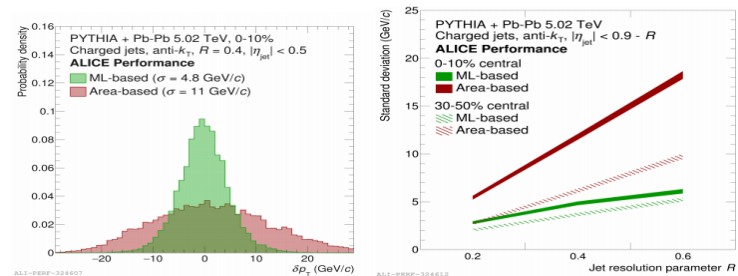 PYTHIA + Pb-Pb 5.02 TeV, 0-10%
Charged jets, anti-kT, R = 0.4, |ηjet| < 0.5
ALICE Performance
ML-based (σ = 4.8 GeV/c)
Area-based (σ = 11 GeV/c)
Probability density
0.16
0.14
0.12
0.1
0.08
0.06
0.04
0.02
0
−20 −10 0 10 20
δpT (GeV/c)
ALI-PERF-324607
PYTHIA + Pb-Pb 5.02 TeV
Charged jets, anti-kT, |ηjet| < 0.9 - R
ALICE Performance
0-10% central
ML-based
Area-based
30-50% central
ML-based
Area-based
Standard deviation (GeV/c)
25
20
15
10
5
0
0.2 0.4 0.6
Jet resolution parameter R
ALI-PERF-324612